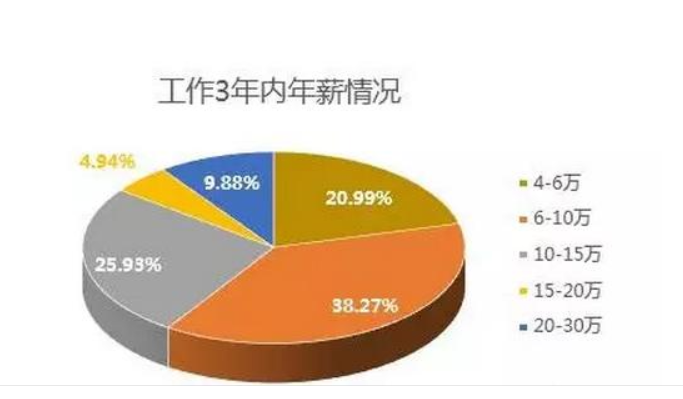 工作3年内年薪情况
4.94%
9.88%
20.99%
25.93%
38.27%
4-6万
6-10万
10-15万
15-20万
20-30万